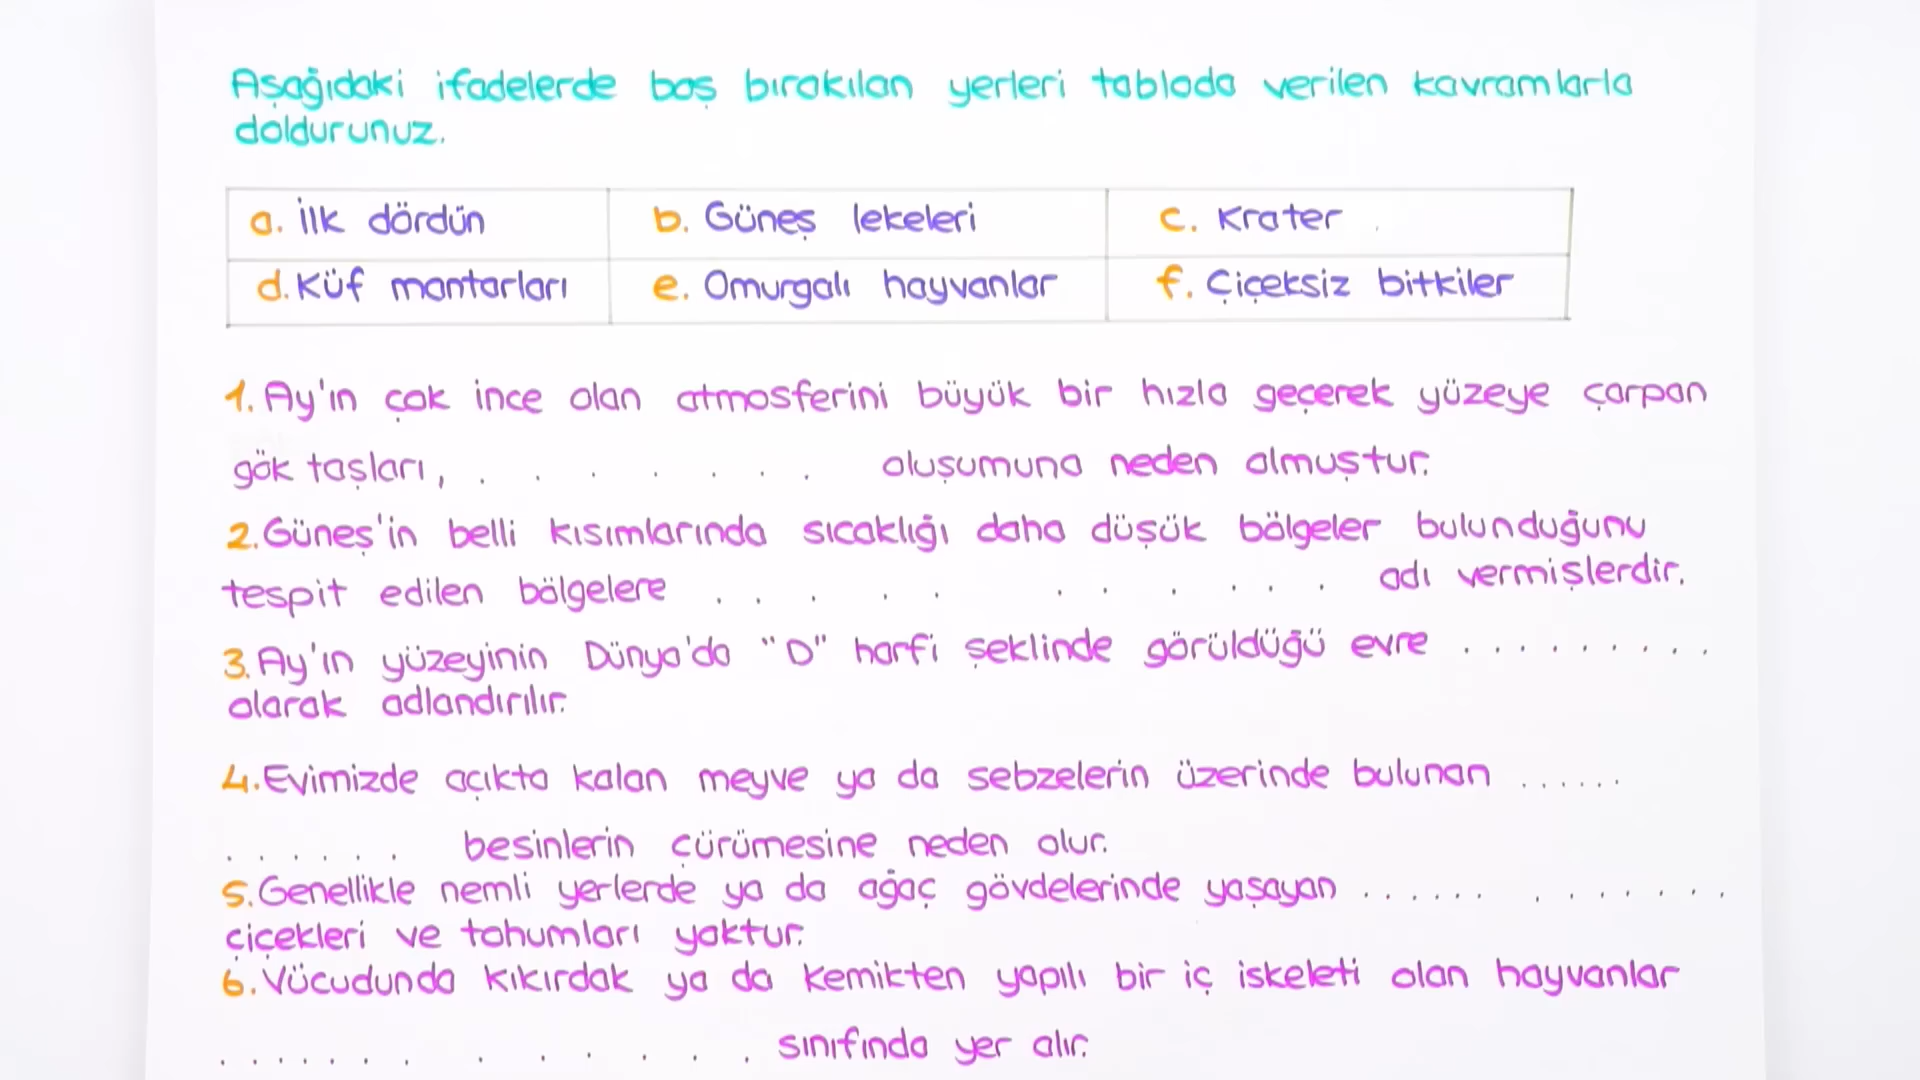 Aşağıdaki ifadelerde boş bırakılan yerleri tabloda verilen kavramlarla
doldurunuz.
a. İlk dördün b. Güneş lekeleri c. Krater
d. Küf mantarları e. Omurgalı hayvanlar f. Çiçeksiz bitkiler
1. Ay'ın çok ince olan atmosferini büyük bir hızla geçerek yüzeye çarpan
gök taşları, . . . . . . . oluşumuna neden olmuştur.
2. Güneş'in belli kısımlarında sıcaklığı daha düşük bölgeler bulunduğunu
tespit edilen bölgelere . . . . . . . . . . . adı vermişlerdir.
3. Ay'ın yüzeyinin Dünya'da "D" harfi şeklinde görüldüğü evre . . . . . . . . .
olarak adlandırılır.
4. Evimizde açıkta kalan meyve ya da sebzelerin üzerinde bulunan . . . . . .
. . . . . . besinlerin çürümesine neden olur.
5. Genellikle nemli yerlerde ya da ağaç gövdelerinde yaşayan . . . . . . . . . . . . .
çiçekleri ve tohumları yoktur.
6. Vücudunda kıkırdak ya da kemikten yapılı bir iç iskeleti olan hayvanlar
. . . . . . . . . . . . . sınıfında yer alır.